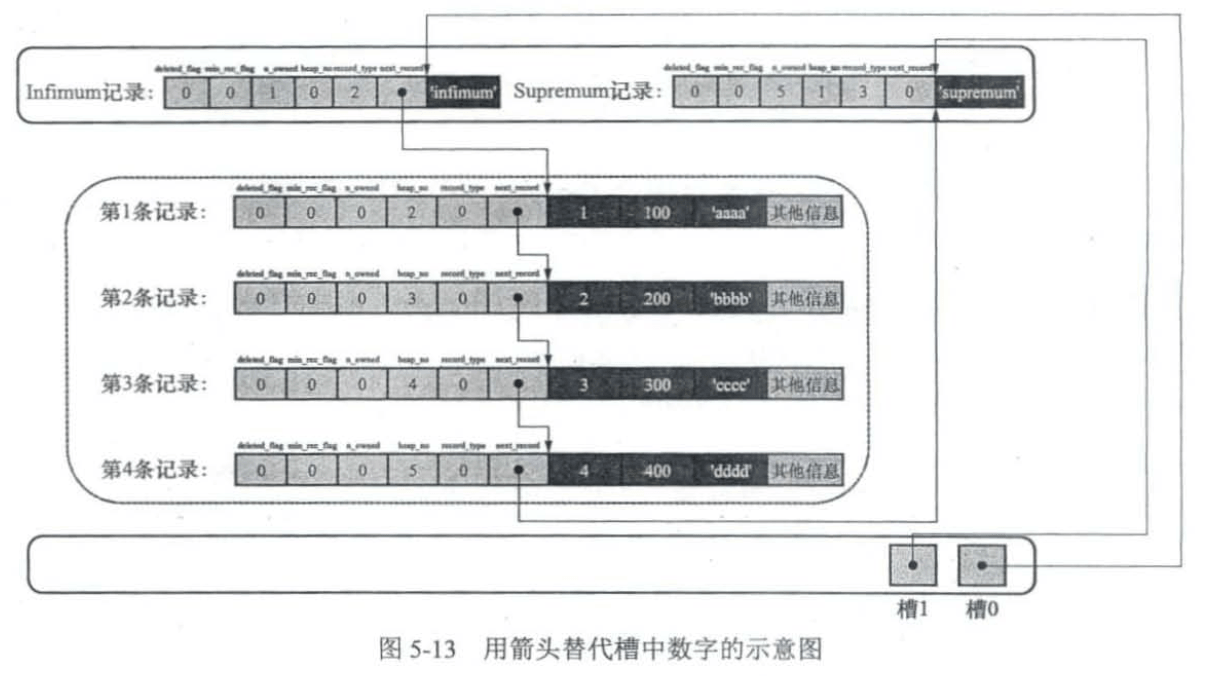 deleted_flag min_rec_flag n_owned heap_no record_type next_record deleted_flag min_rec_flag n_owned heap_no record_type next_record
Infimum记录： 0 0 1 0 2 'infimum' Supremum记录： 0 0 5 1 3 0 'supremum'
deleted_flag min_rec_flag n_owned heap_no record_type next_record
第1条记录： 0 0 0 2 0 1 100 'aaaa' 其他信息
deleted_flag min_rec_flag n_owned heap_no record_type next_record
第2条记录： 0 0 0 3 0 2 200 'bbbb' 其他信息
deleted_flag min_rec_flag n_owned heap_no record_type next_record
第3条记录： 0 0 0 4 0 3 300 'cccc' 其他信息
deleted_flag min_rec_flag n_owned heap_no record_type next_record
第4条记录： 0 0 0 5 0 4 400 'dddd' 其他信息
槽1 槽0
图 5-13 用箭头替代槽中数字的示意图